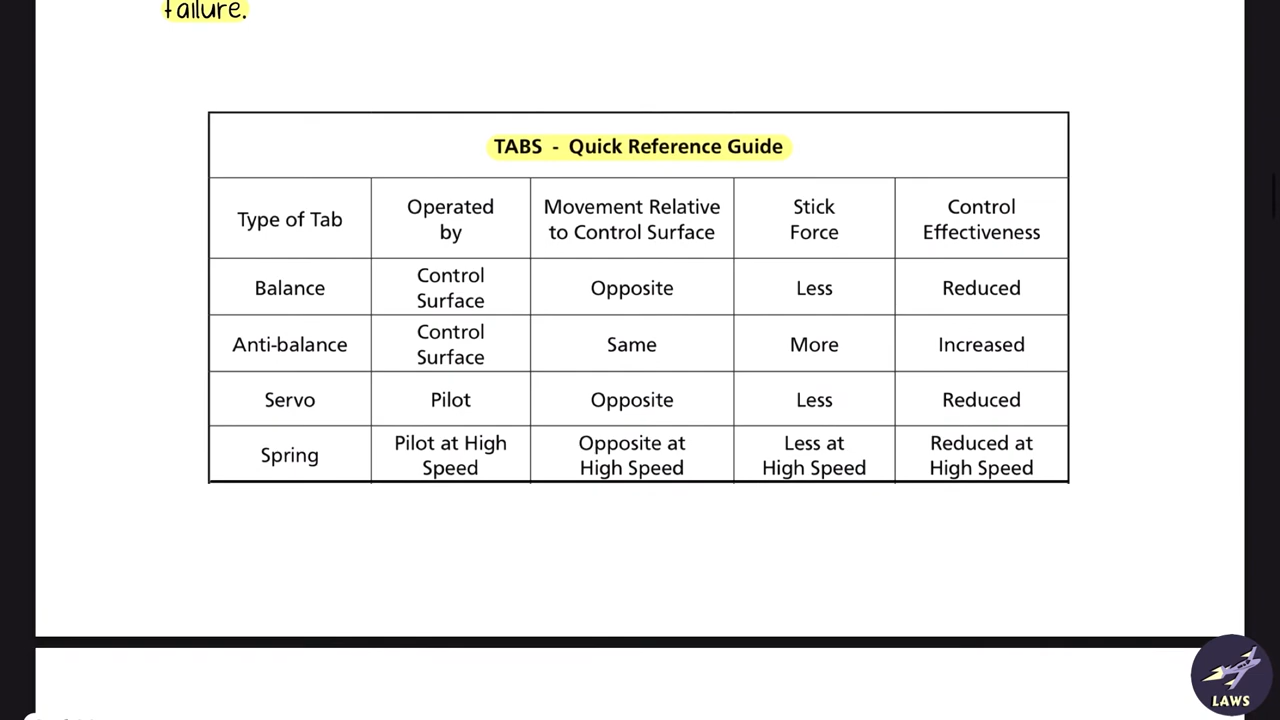 failure.
TABS - Quick Reference Guide
Type of Tab
Operated
by
Movement Relative
to Control Surface
Stick
Force
Control
Effectiveness
Balance
Control
Surface
Opposite
Less
Reduced
Anti-balance
Control
Surface
Same
More
Increased
Servo
Pilot
Opposite
Less
Reduced
Spring
Pilot at High
Speed
Opposite at
High Speed
Less at
High Speed
Reduced at
High Speed
LAWS